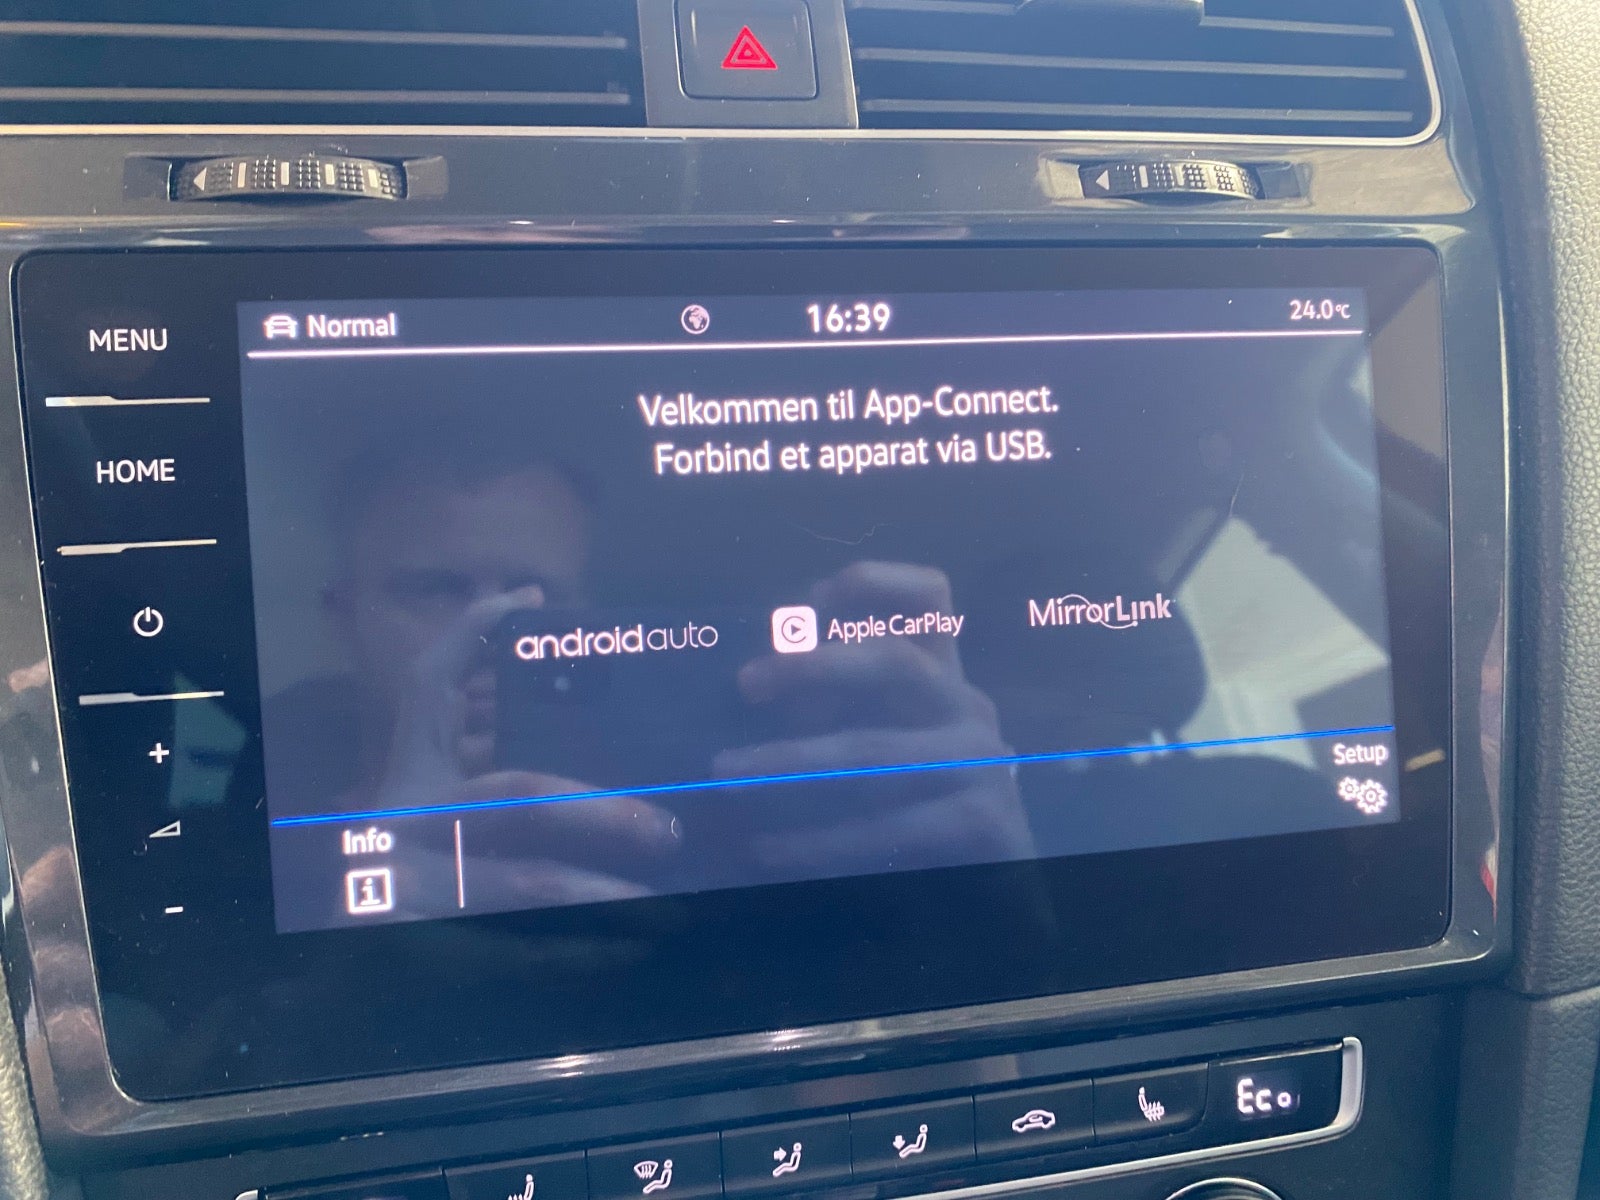 MENU
HOME
Normal
16:39
24.0°C
Velkommen til App-Connect.
Forbind et apparat via USB.
androidauto
Apple CarPlay
MirrorLink
Setup
Info
i
+
-
Eco